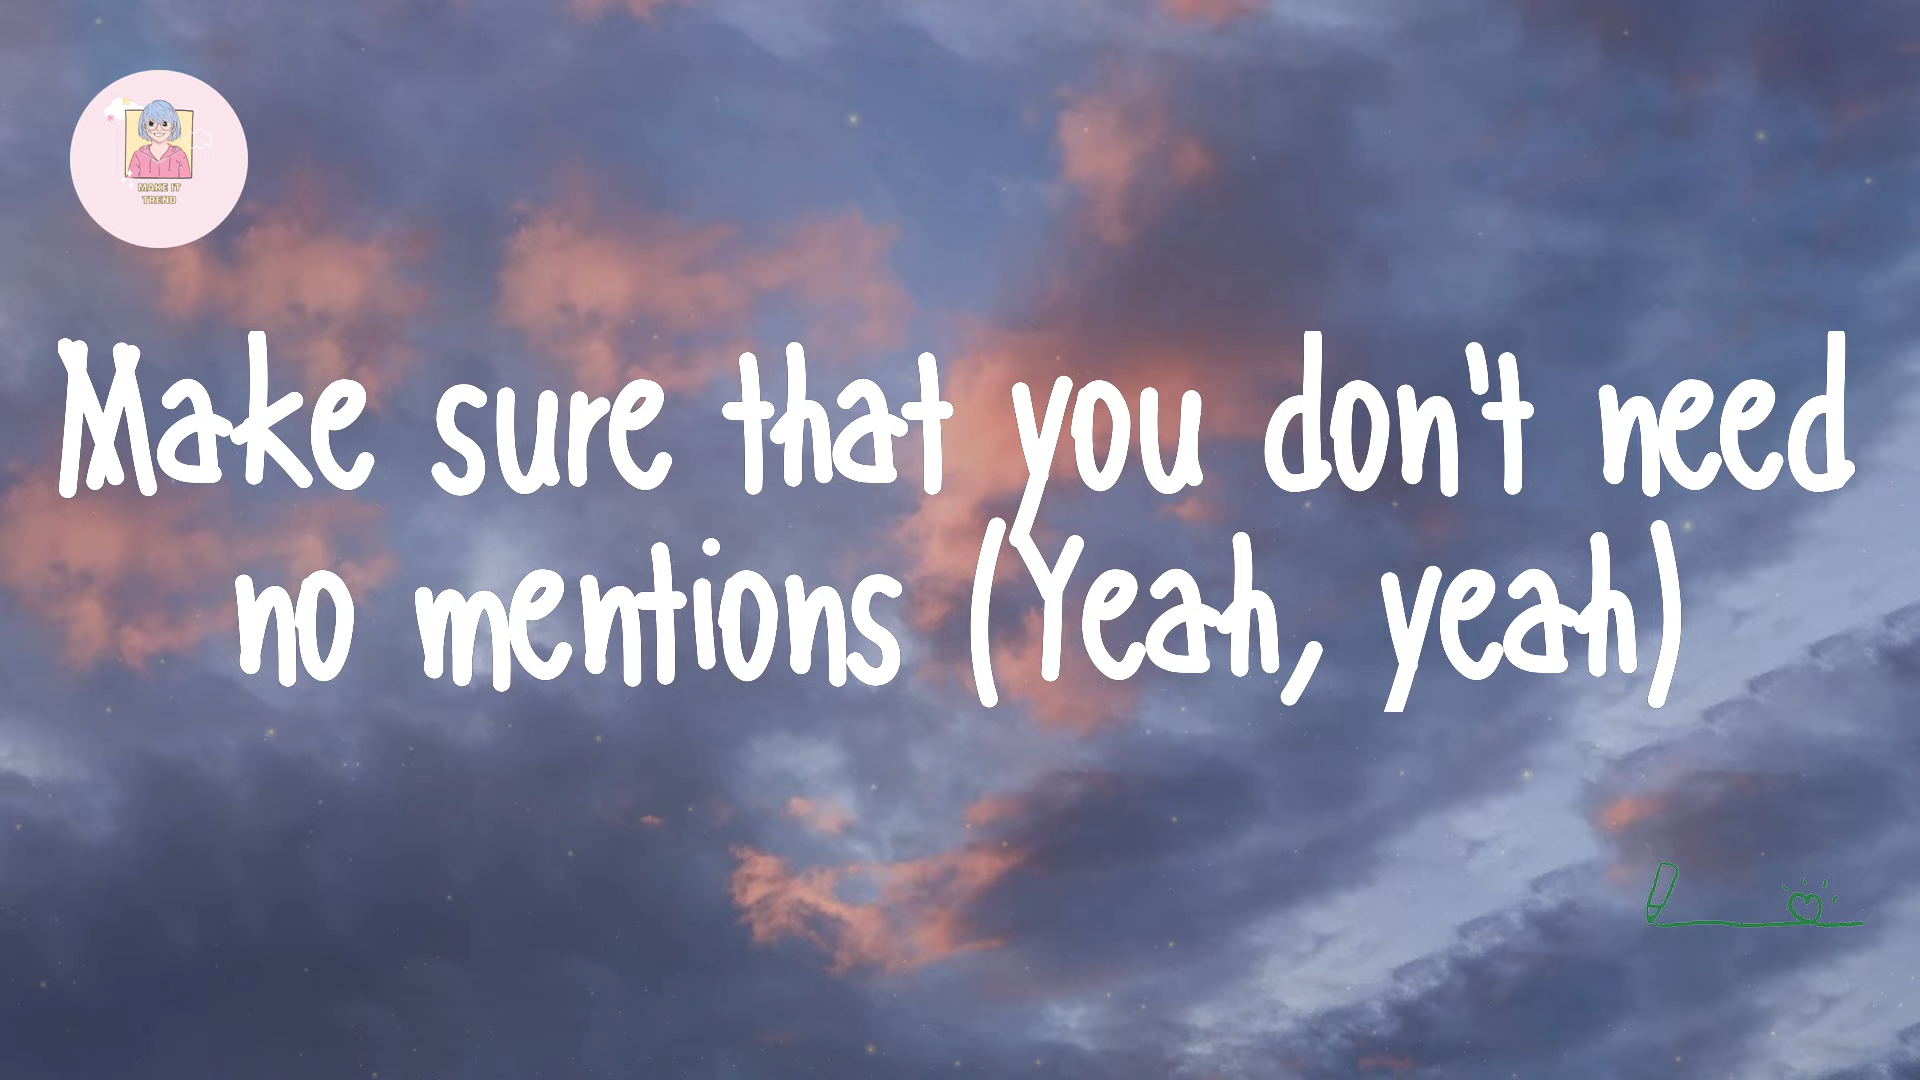 MAKE IT
TREND
Make sure that you don't need
no mentions (Yeah, yeah)